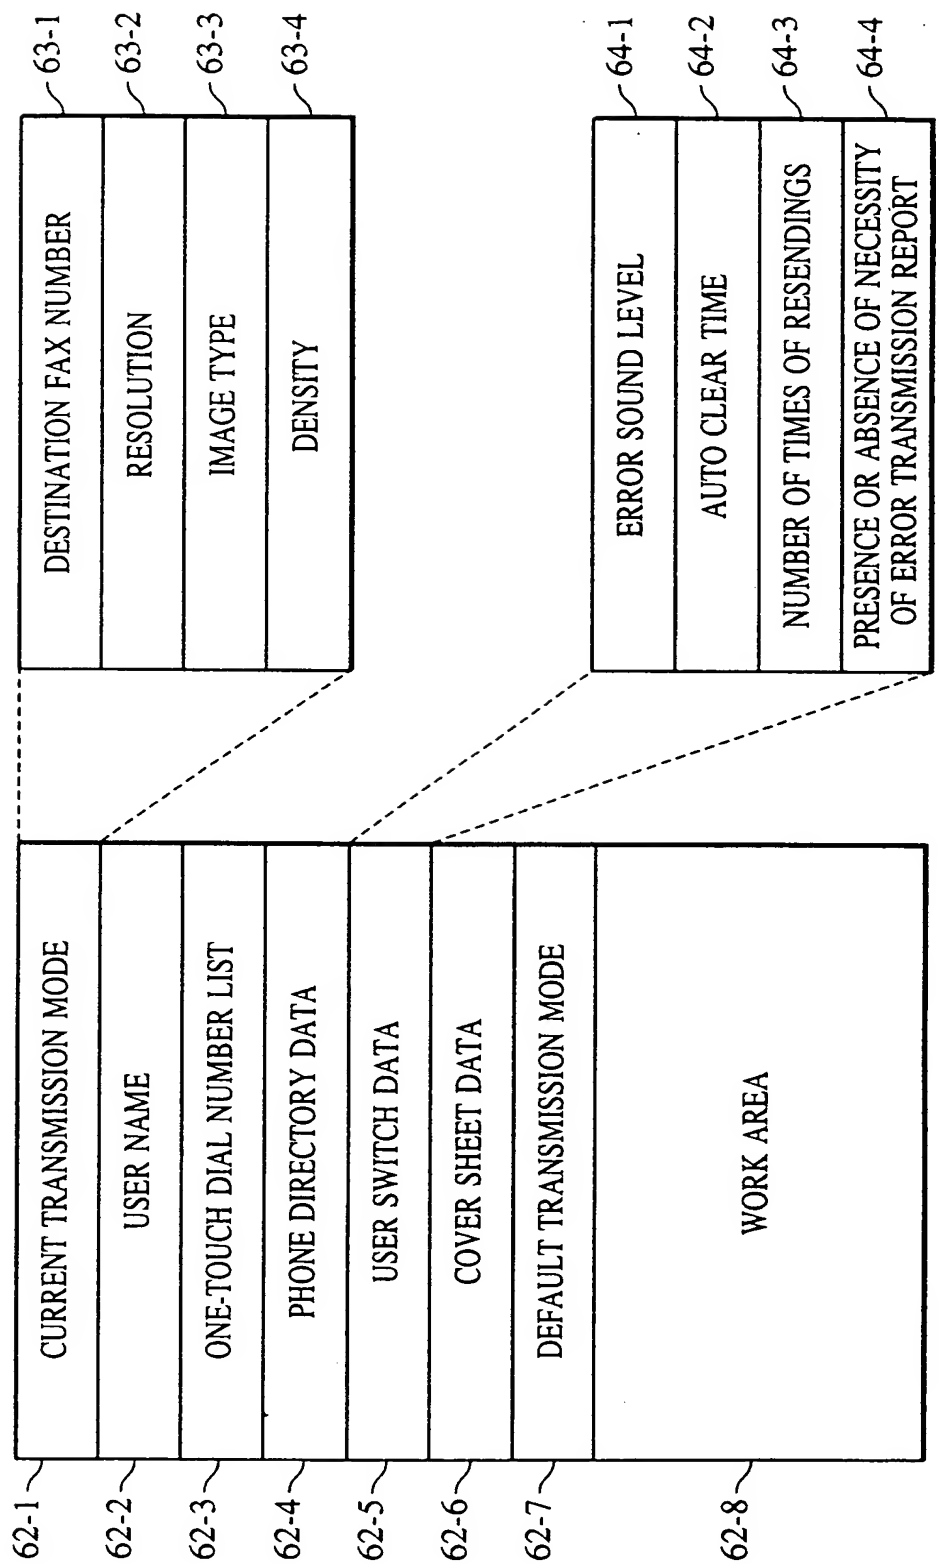 62-1 CURRENT TRANSMISSION MODE
62-2 USER NAME
62-3 ONE-TOUCH DIAL NUMBER LIST
62-4 PHONE DIRECTORY DATA
62-5 USER SWITCH DATA
62-6 COVER SHEET DATA
62-7 DEFAULT TRANSMISSION MODE
62-8 WORK AREA
DESTINATION FAX NUMBER 63-1
RESOLUTION 63-2
IMAGE TYPE 63-3
DENSITY 63-4
ERROR SOUND LEVEL 64-1
AUTO CLEAR TIME 64-2
NUMBER OF TIMES OF RESENDINGS 64-3
PRESENCE OR ABSENCE OF NECESSITY 64-4
OF ERROR TRANSMISSION REPORT